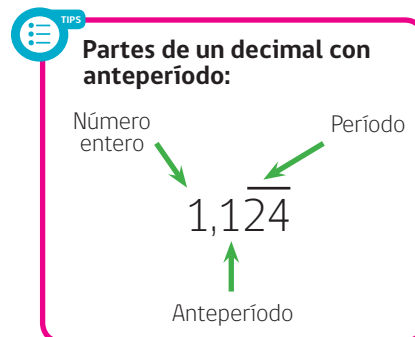 TIPS
Partes de un decimal con
anteperíodo:
Número
entero
Período
1,124
Anteperíodo